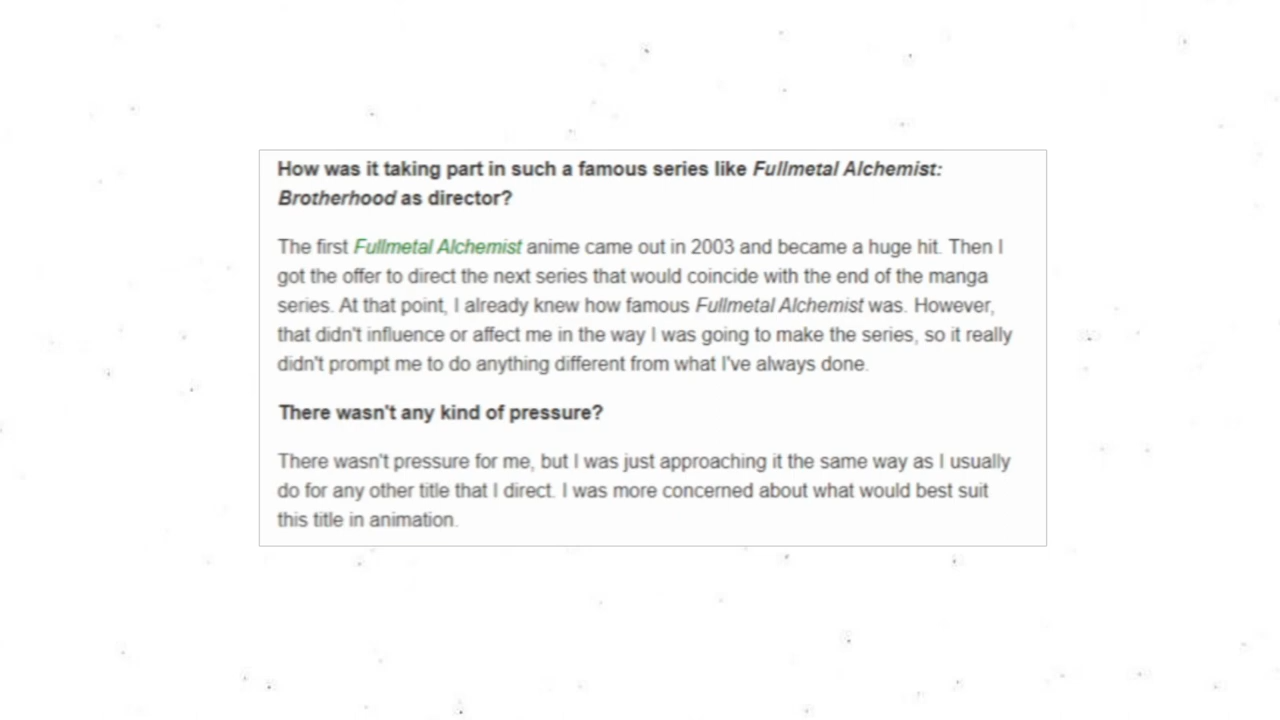 How was it taking part in such a famous series like Fullmetal Alchemist:
Brotherhood as director?
The first Fullmetal Alchemist anime came out in 2003 and became a huge hit. Then I
got the offer to direct the next series that would coincide with the end of the manga
series. At that point, I already knew how famous Fullmetal Alchemist was. However,
that didn't influence or affect me in the way I was going to make the series, so it really
didn't prompt me to do anything different from what I've always done.
There wasn't any kind of pressure?
There wasn't pressure for me, but I was just approaching it the same way as I usually
do for any other title that I direct. I was more concerned about what would best suit
this title in animation.